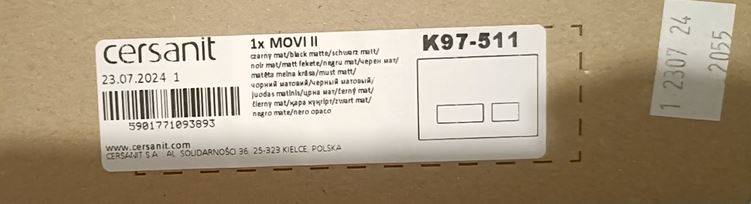 cersanit
23.07.2024 1
5901771093893
www.cersanit.com
CERSANIT S.A. AL. SOLIDARNOŚCI 36, 25-323 KIELCE, POLSKA
1x MOVI II
czarny mat/black matte/schwarz matt/
noir mat/matt fekete/negru mat/черен мат/
matēta melna krāsa/must matt/
чорний матовий/черный матовый/
juodas matinis/црна мат/černý mat/
čierny mat/қара күңгірт/zwart mat/
negro mate/nero opaco
K97-511
1 2307 24
2055